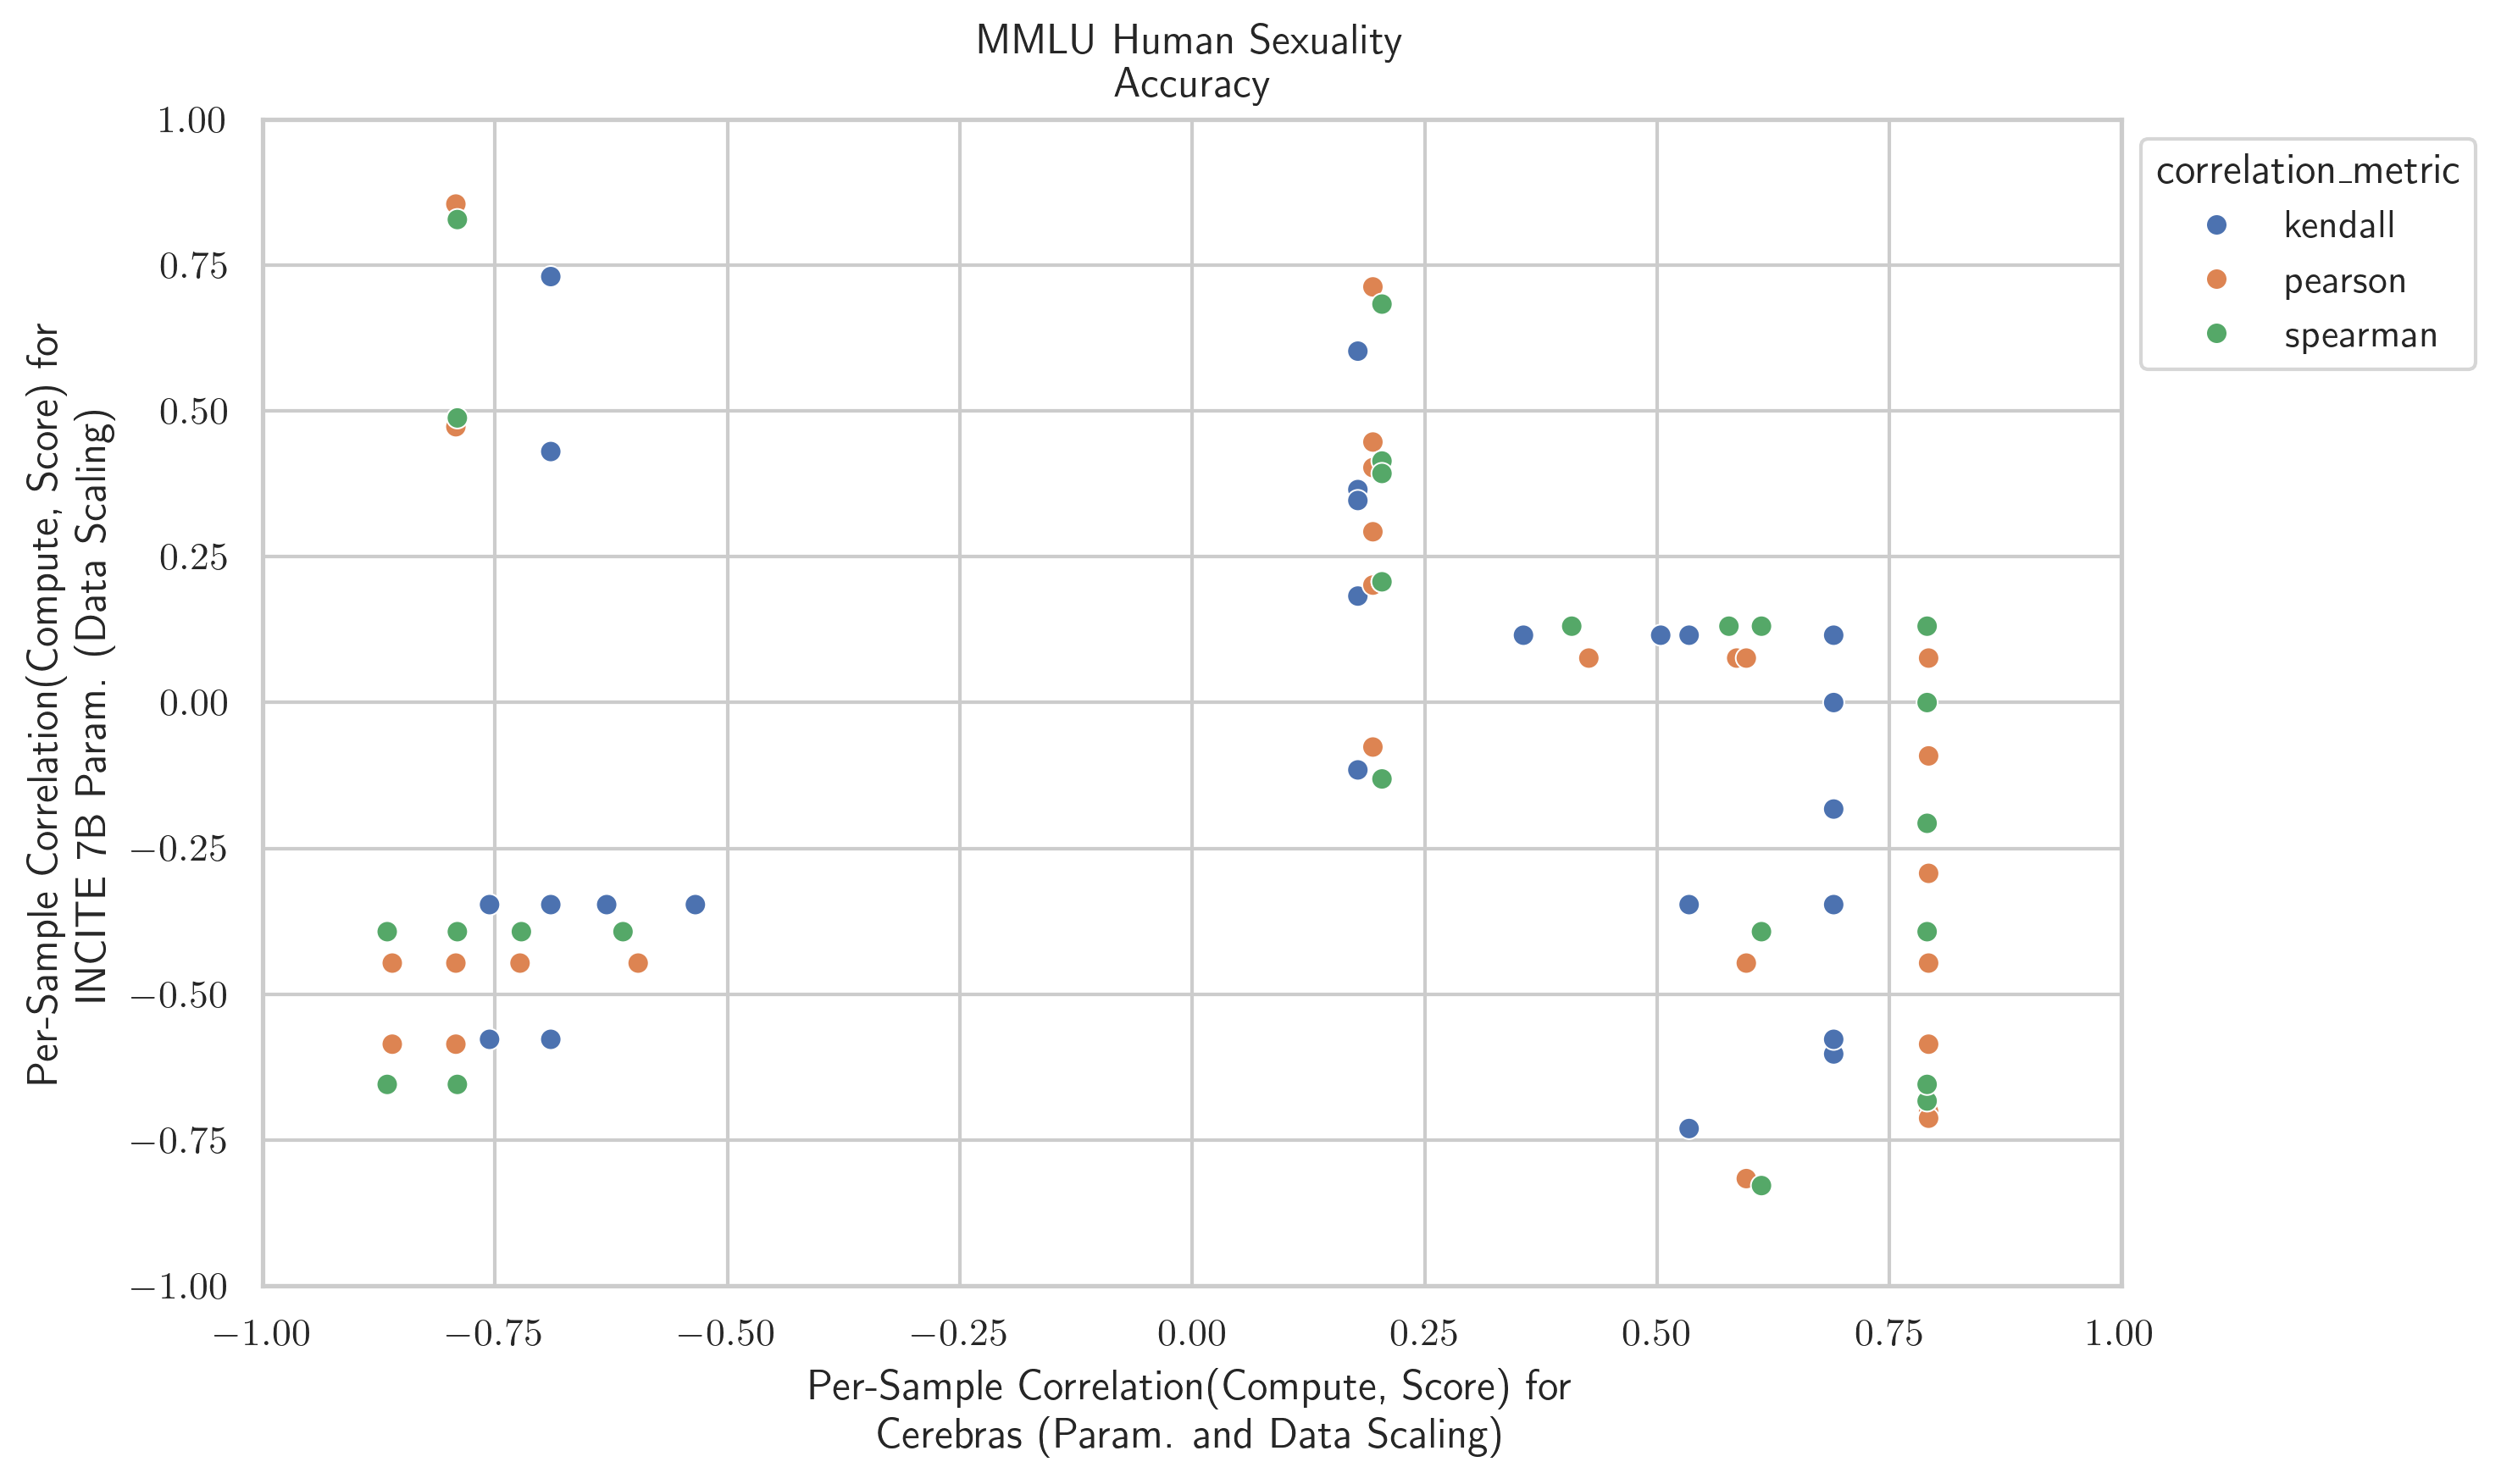 MMLU Human Sexuality
Accuracy
1.00
0.75
0.50
0.25
0.00
−0.25
−0.50
−0.75
−1.00
Per-Sample Correlation(Compute, Score) for
INCITE 7B Param. (Data Scaling)
correlation_metric
kendall
pearson
spearman
−1.00 −0.75 −0.50 −0.25 0.00 0.25 0.50 0.75 1.00
Per-Sample Correlation(Compute, Score) for
Cerebras (Param. and Data Scaling)